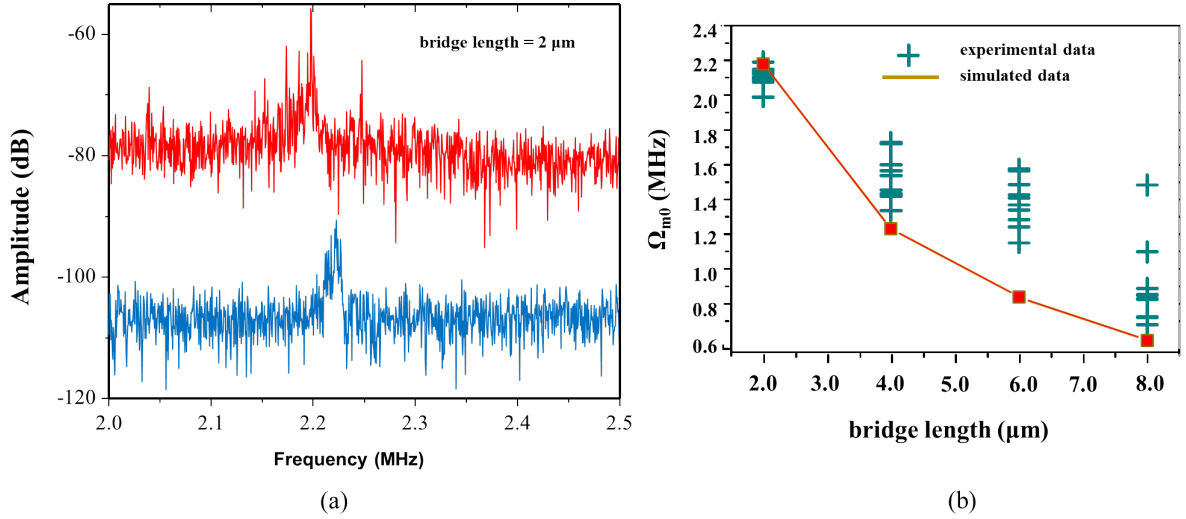 -60
-80
-100
-120
Amplitude (dB)
bridge length = 2 µm
2.0 2.1 2.2 2.3 2.4 2.5
Frequency (MHz)
(a)
2.4
2.2
2.0
1.8
1.6
1.4
1.2
1.0
0.8
0.6
Ωm0 (MHz)
experimental data
simulated data
2.0 3.0 4.0 5.0 6.0 7.0 8.0
bridge length (µm)
(b)